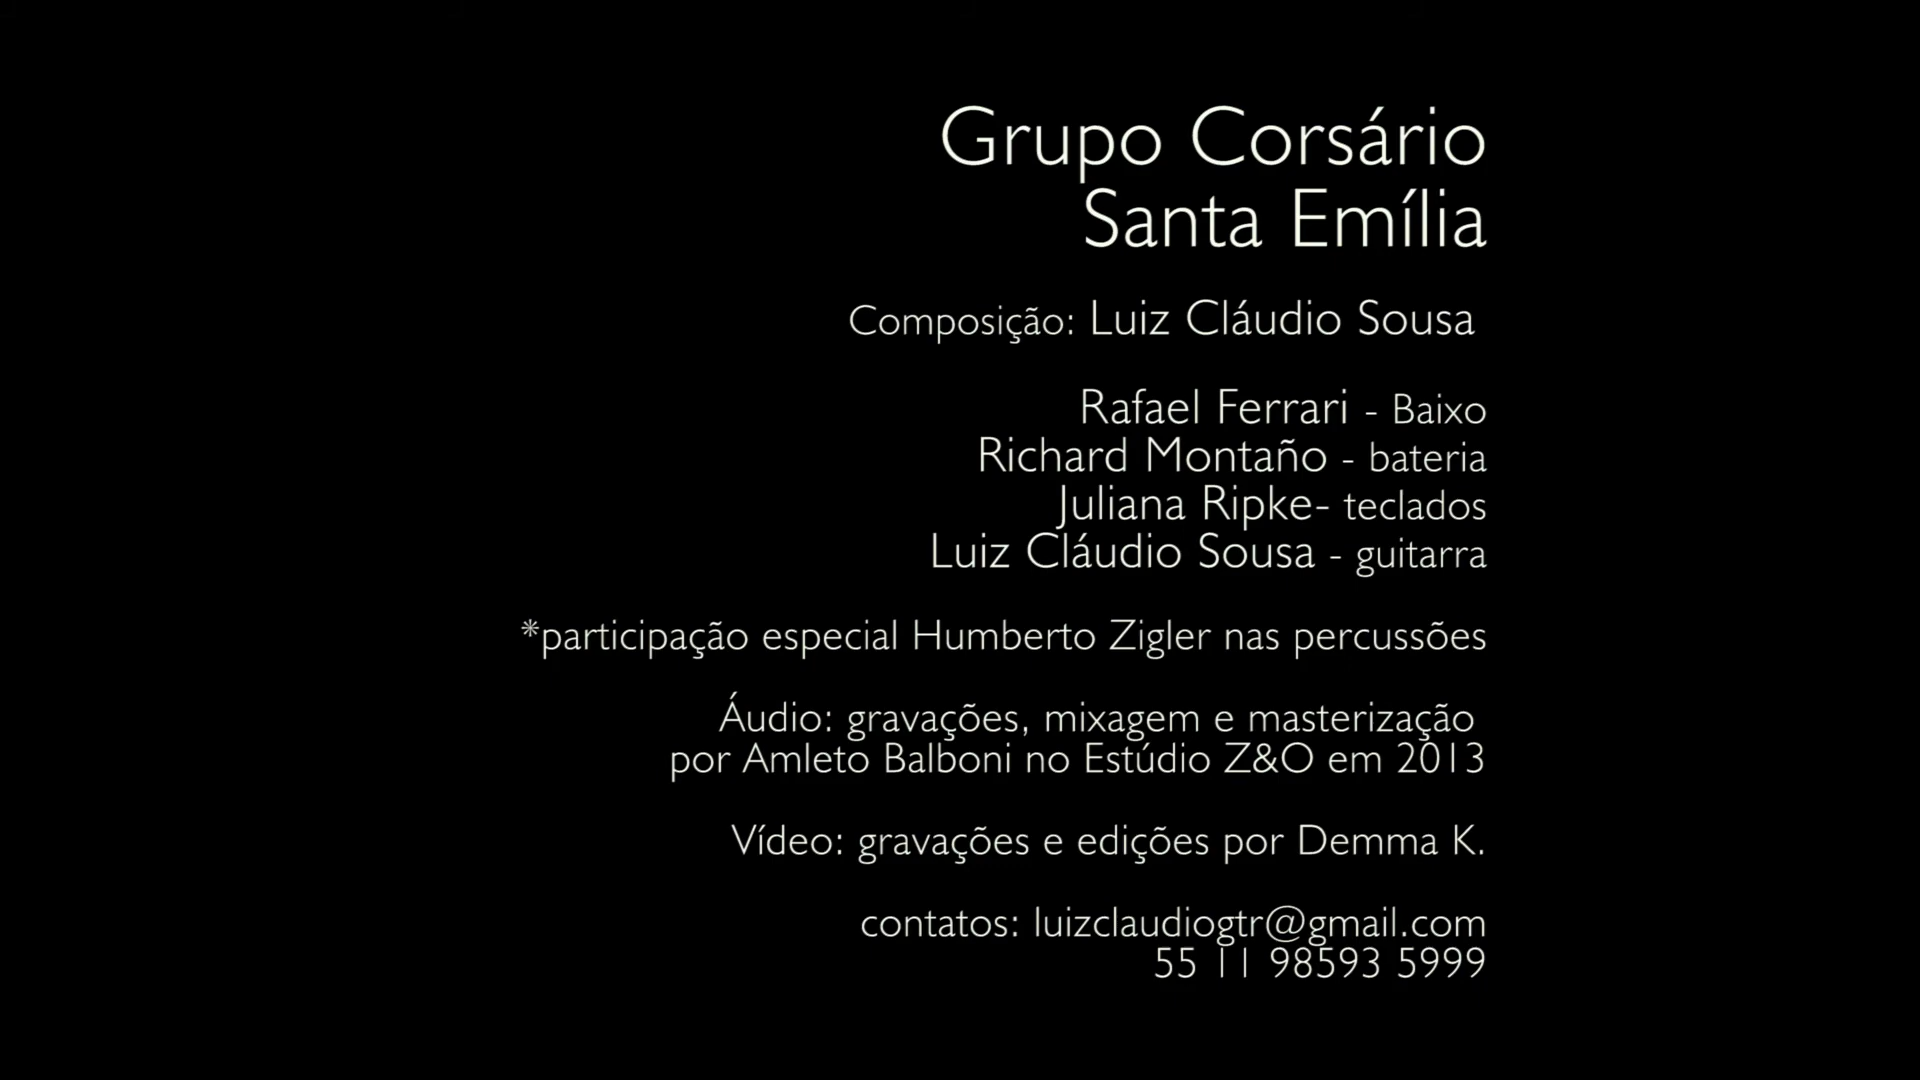 Grupo Corsário
Santa Emília
Composição: Luiz Cláudio Sousa
Rafael Ferrari - Baixo
Richard Montaño - bateria
Juliana Ripke- teclados
Luiz Cláudio Sousa - guitarra
*participação especial Humberto Zigler nas percussões
Áudio: gravações, mixagem e masterização
por Amleto Balboni no Estúdio Z&O em 2013
Vídeo: gravações e edições por Demma K.
contatos: luizclaudiogtr@gmail.com
55 11 98593 5999